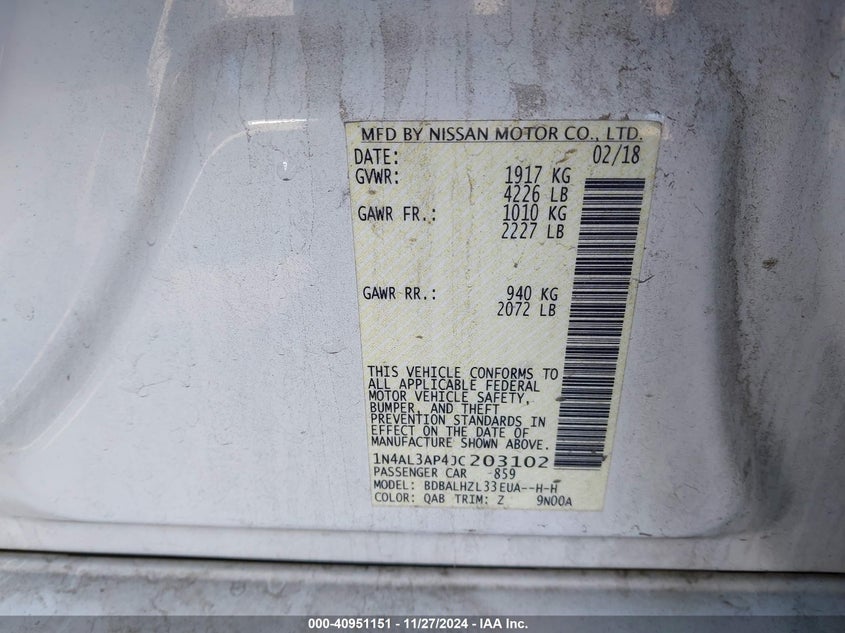 MFD BY NISSAN MOTOR CO., LTD.
DATE: 02/18
GVWR: 1917 KG
4226 LB
GAWR FR.: 1010 KG
2227 LB
GAWR RR.: 940 KG
2072 LB
THIS VEHICLE CONFORMS TO
ALL APPLICABLE FEDERAL
MOTOR VEHICLE SAFETY,
BUMPER, AND THEFT
PREVENTION STANDARDS IN
EFFECT ON THE DATE OF
MANUFACTURE SHOWN ABOVE.
1N4AL3AP4JC203102
PASSENGER CAR 859
MODEL: BDBALHZL33EUA--H-H
COLOR: QAB TRIM: Z 9N00A
000-40951151 - 11/27/2024 - IAA Inc.